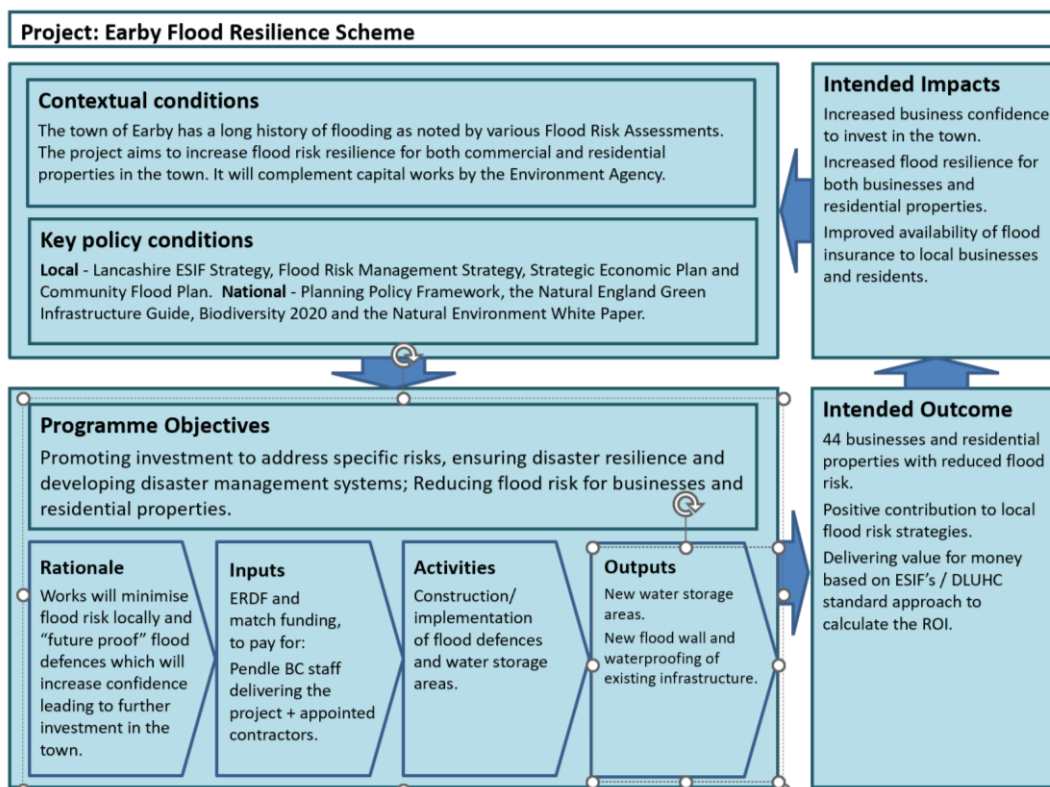 Project: Earby Flood Resilience Scheme
Contextual conditions
The town of Earby has a long history of flooding as noted by various Flood Risk Assessments.
The project aims to increase flood risk resilience for both commercial and residential
properties in the town. It will complement capital works by the Environment Agency.
Key policy conditions
Local - Lancashire ESIF Strategy, Flood Risk Management Strategy, Strategic Economic Plan and
Community Flood Plan.  National - Planning Policy Framework, the Natural England Green
Infrastructure Guide, Biodiversity 2020 and the Natural Environment White Paper.
Intended Impacts
Increased business confidence
to invest in the town.
Increased flood resilience for
both businesses and
residential properties.
Improved availability of flood
insurance to local businesses
and residents.
Programme Objectives
Promoting investment to address specific risks, ensuring disaster resilience and
developing disaster management systems; Reducing flood risk for businesses and
residential properties.
Rationale
Works will minimise
flood risk locally and
“future proof” flood
defences which will
increase confidence
leading to further
investment in the
town.
Inputs
ERDF and
match funding,
to pay for:
Pendle BC staff
delivering the
project + appointed
contractors.
Activities
Construction/
implementation
of flood defences
and water storage
areas.
Outputs
New water storage
areas.
New flood wall and
waterproofing of
existing infrastructure.
Intended Outcome
44 businesses and residential
properties with reduced flood
risk.
Positive contribution to local
flood risk strategies.
Delivering value for money
based on ESIF’s / DLUHC
standard approach to
calculate the ROI.